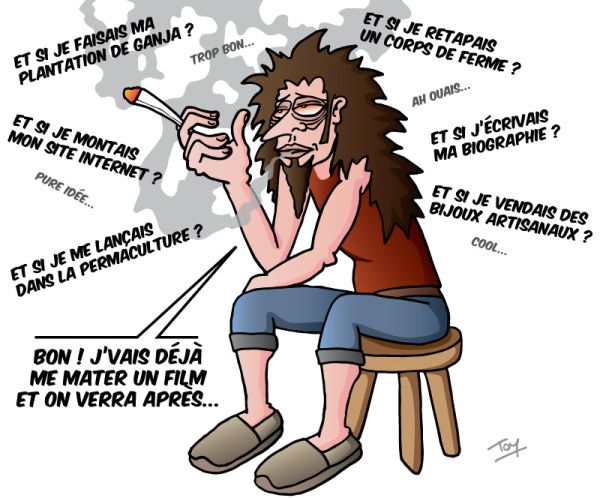 ET SI JE FAISAIS MA
PLANTATION DE GANJA ?
TROP BON...
ET SI JE RETAPAIS
UN CORPS DE FERME ?
AH OUAIS...
ET SI JE MONTAIS
MON SITE INTERNET ?
PURE IDÉE...
ET SI J'ÉCRIVAIS
MA BIOGRAPHIE ?
ET SI JE VENDAIS DES
BIJOUX ARTISANAUX ?
COOL...
ET SI JE ME LANÇAIS
DANS LA PERMACULTURE ?
BON ! J'VAIS DÉJÀ
ME MATER UN FILM
ET ON VERRA APRÈS...
TOM